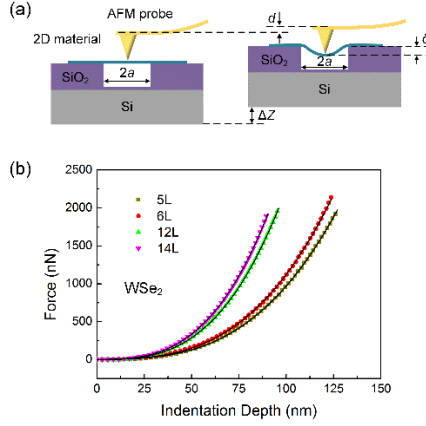 (a)
AFM probe
2D material
d
δ
SiO₂
2a
Si
ΔZ
SiO₂
2a
Si
(b)
2500
2000
1500
1000
500
0
Force (nN)
5L
6L
12L
14L
WSe₂
0 25 50 75 100 125 150
Indentation Depth (nm)